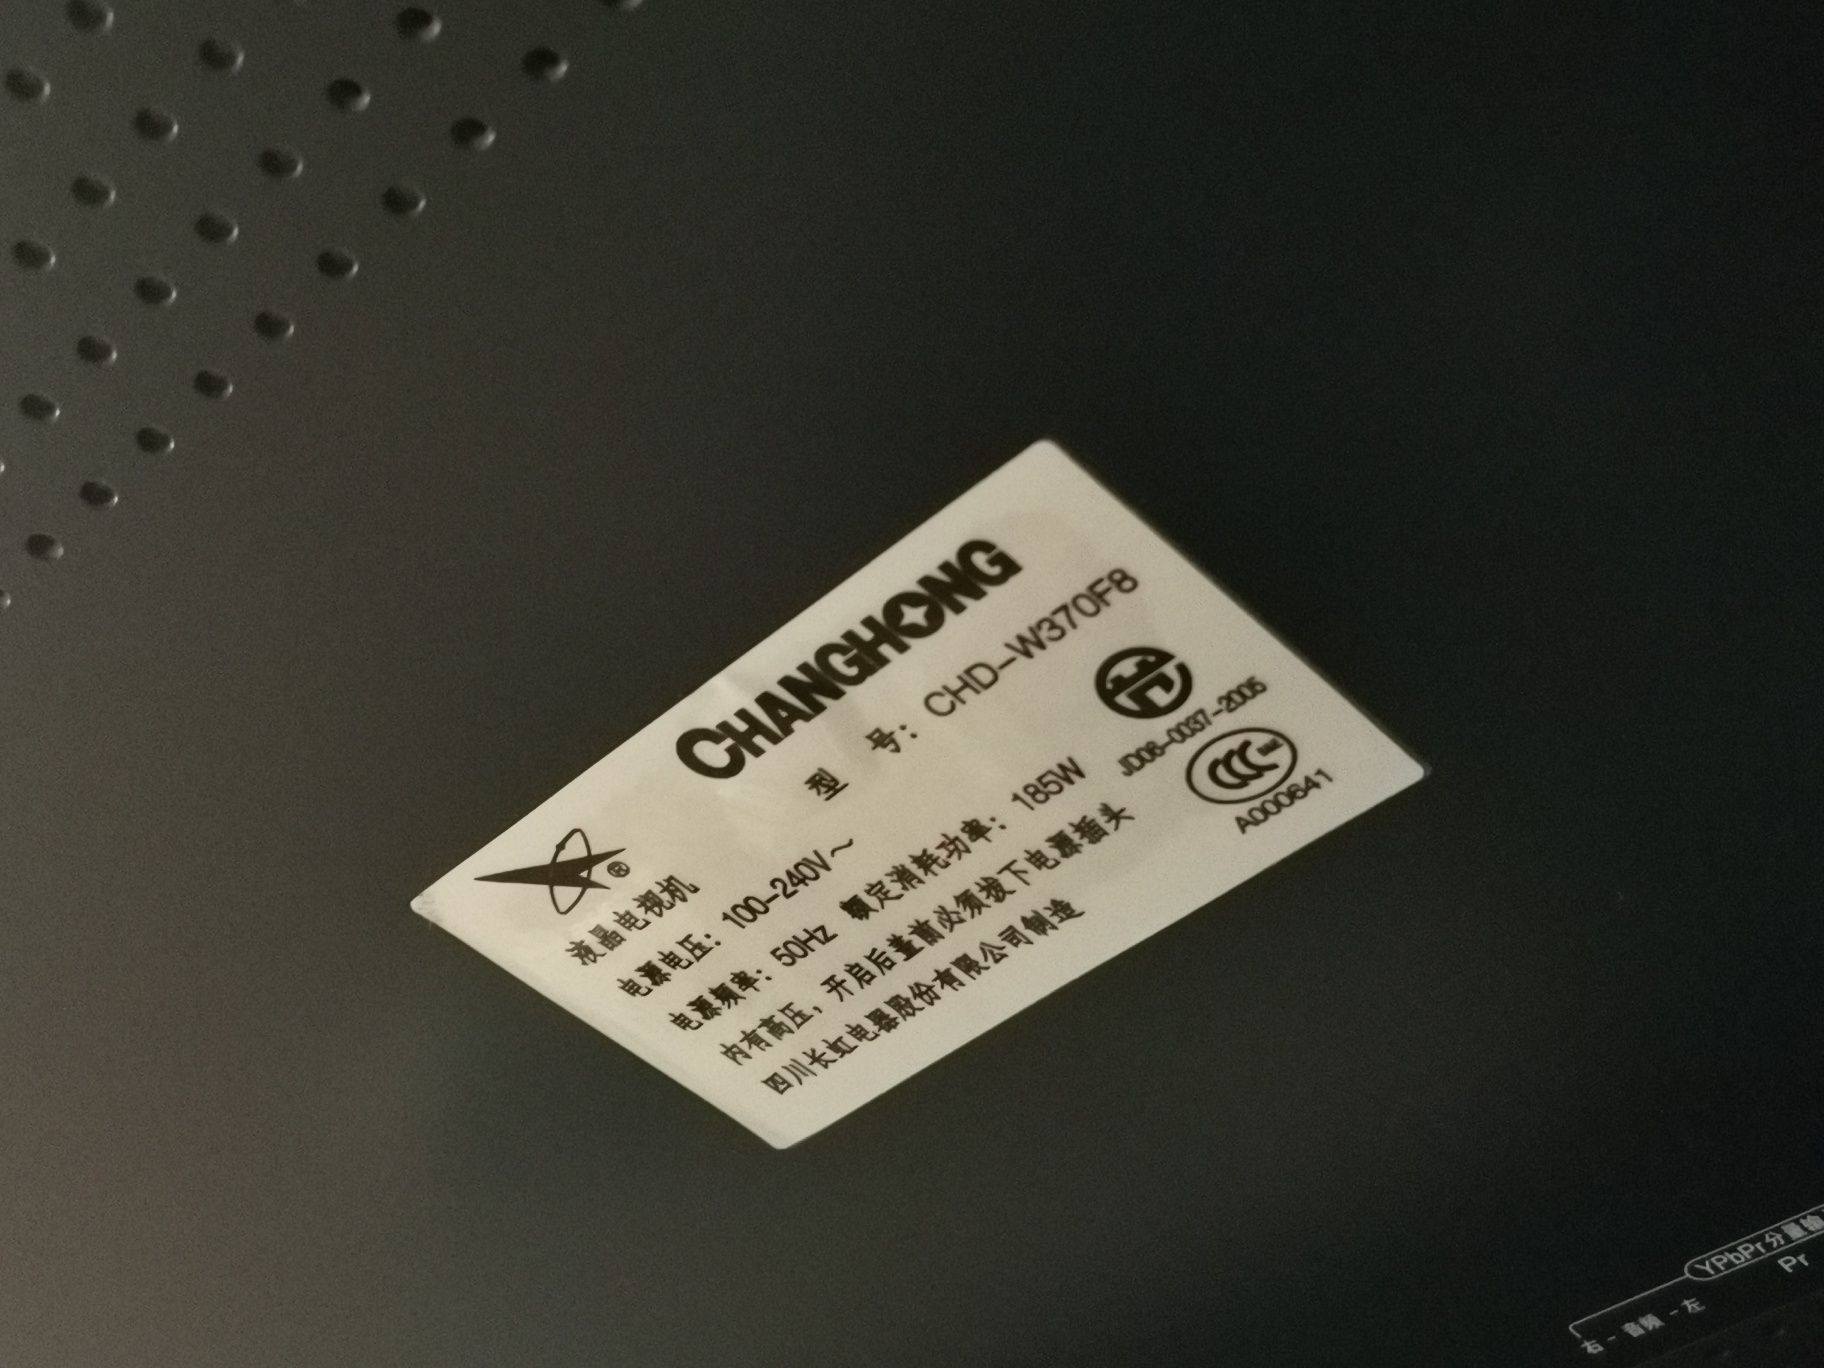 CHANGHONG
®
型 号：CHD-W370F8
液晶电视机
电源电压：100-240V～
电源频率：50Hz 额定消耗功率：185W
内有高压，开启后盖前必须拔下电源插头
四川长虹电器股份有限公司制造
JD06-0037-2005
CCC
A000641
YPbPr分量输
Pr
右 - 音频 - 左